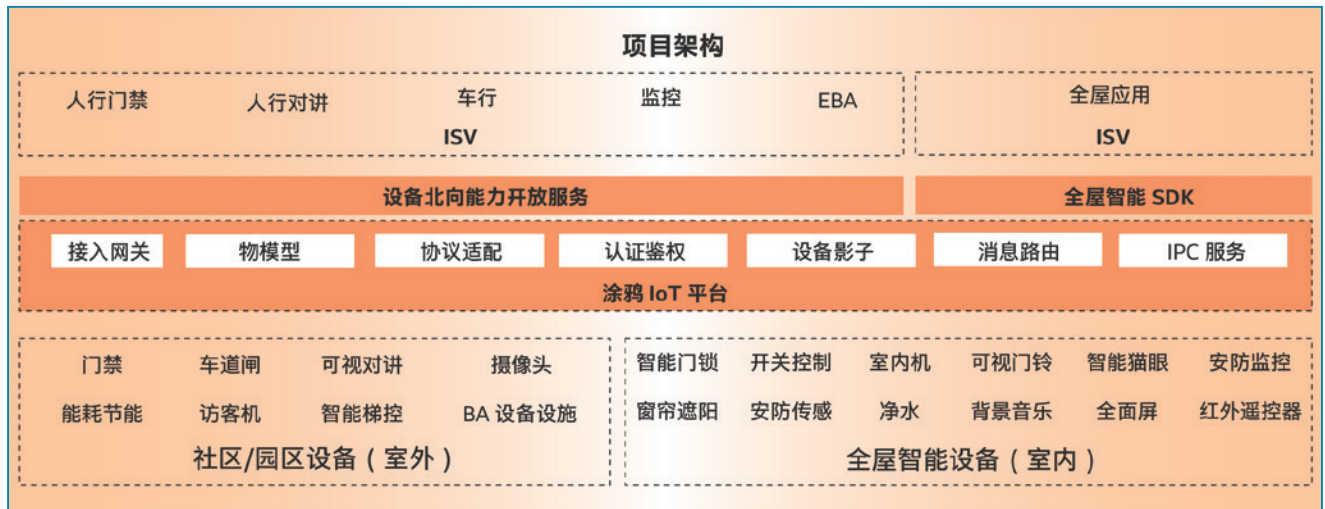 项目架构
人行门禁 人行对讲 车行 监控 EBA
ISV
全屋应用
ISV
设备北向能力开放服务 全屋智能 SDK
接入网关 物模型 协议适配 认证鉴权 设备影子 消息路由 IPC 服务
涂鸦 IoT 平台
门禁 车道闸 可视对讲 摄像头
能耗节能 访客机 智能梯控 BA 设备设施
社区/园区设备（室外）
智能门锁 开关控制 室内机 可视门铃 智能猫眼 安防监控
窗帘遮阳 安防传感 净水 背景音乐 全面屏 红外遥控器
全屋智能设备（室内）